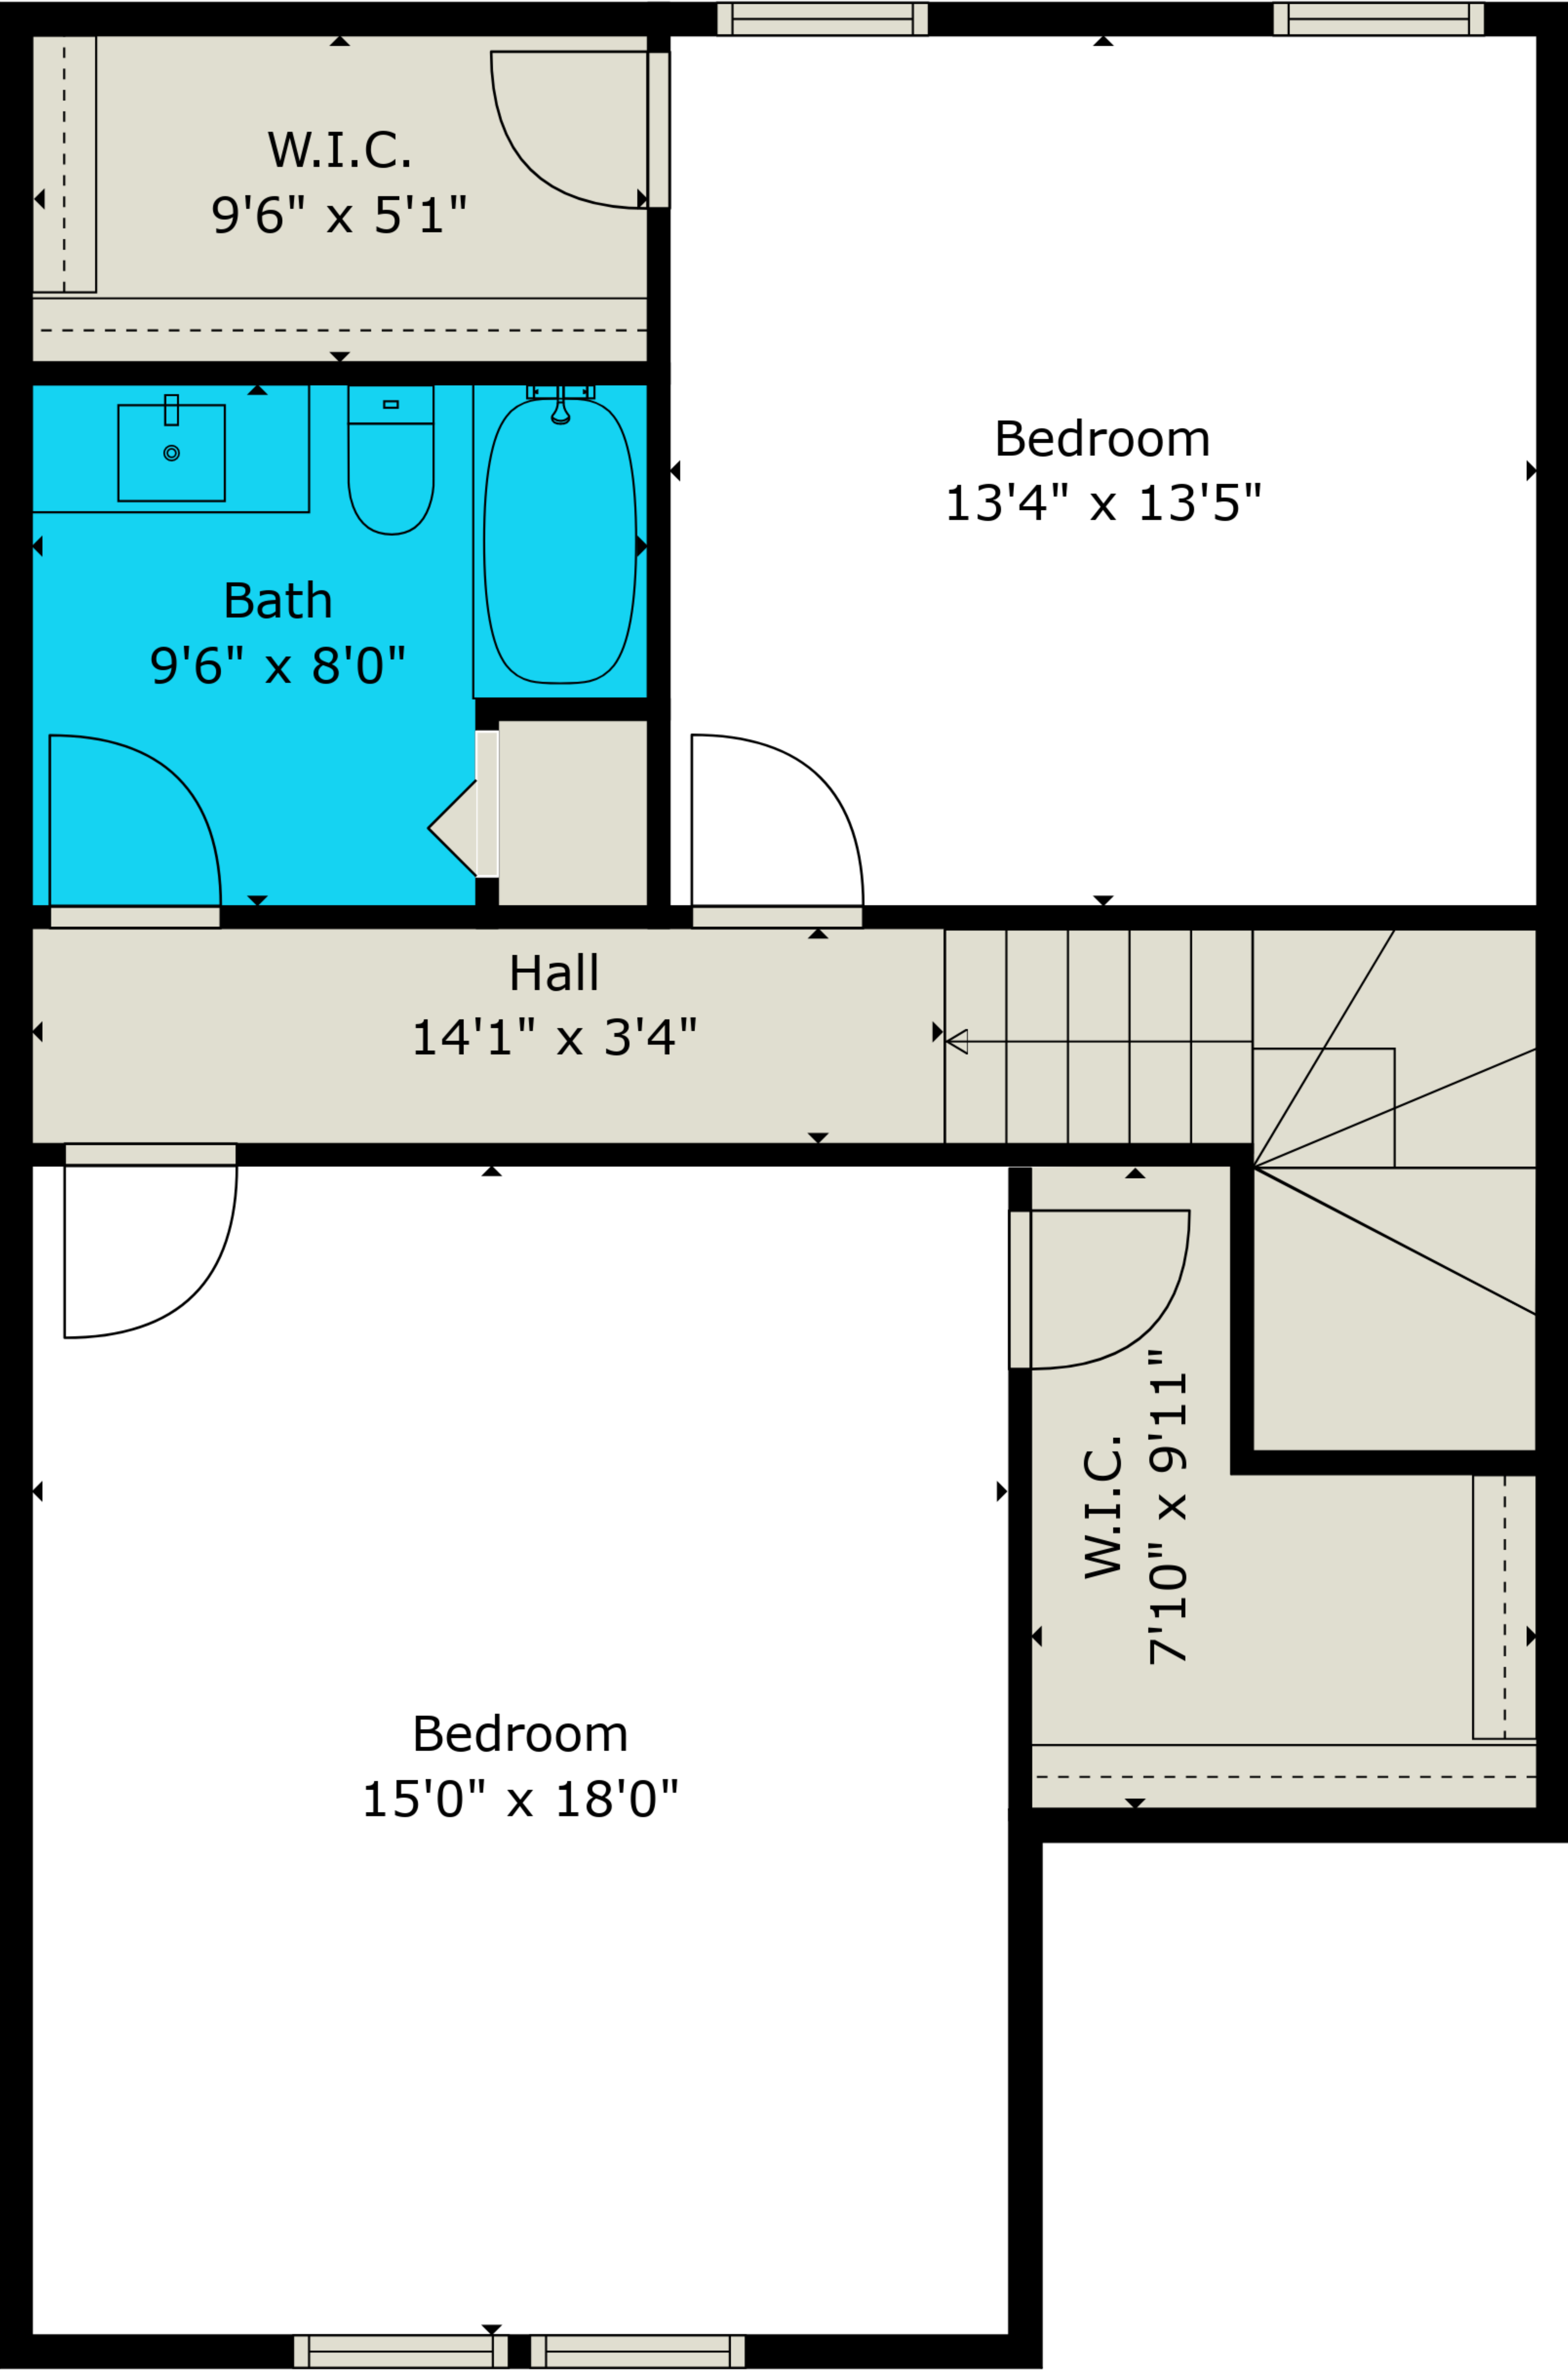 W.I.C.
9'6" x 5'1"
Bedroom
13'4" x 13'5"
Bath
9'6" x 8'0"
Hall
14'1" x 3'4"
W.I.C.
7'10" x 9'11"
Bedroom
15'0" x 18'0"